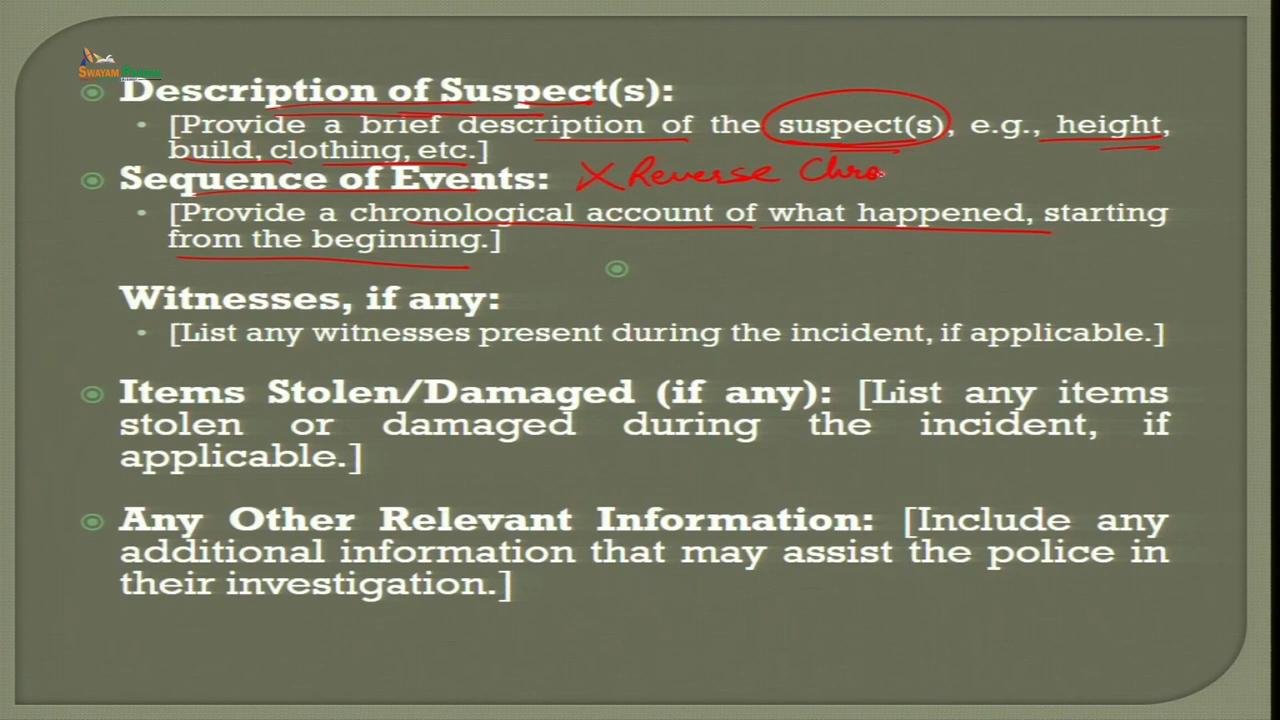 SWAYAM PRABHA
Description of Suspect(s):
[Provide a brief description of the suspect(s), e.g., height,
build, clothing, etc.]
Sequence of Events: X Reverse Chro
[Provide a chronological account of what happened, starting
from the beginning.]
Witnesses, if any:
[List any witnesses present during the incident, if applicable.]
Items Stolen/Damaged (if any): [List any items
stolen or damaged during the incident, if
applicable.]
Any Other Relevant Information: [Include any
additional information that may assist the police in
their investigation.]